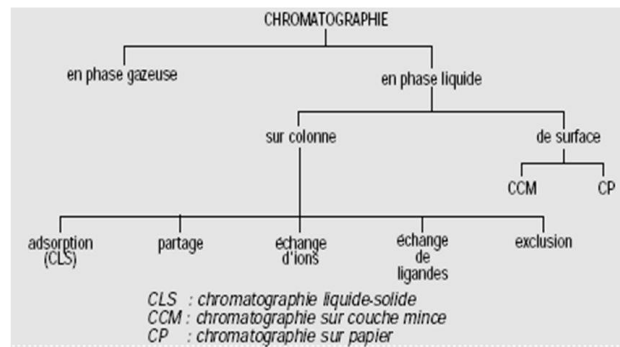 CHROMATOGRAPHIE
en phase gazeuse
en phase liquide
sur colonne
de surface
CCM
CP
adsorption
(CLS)
partage
échange
d'ions
échange
de
ligandes
exclusion
CLS : chromatographie liquide-solide
CCM : chromatographie sur couche mince
CP : chromatographie sur papier